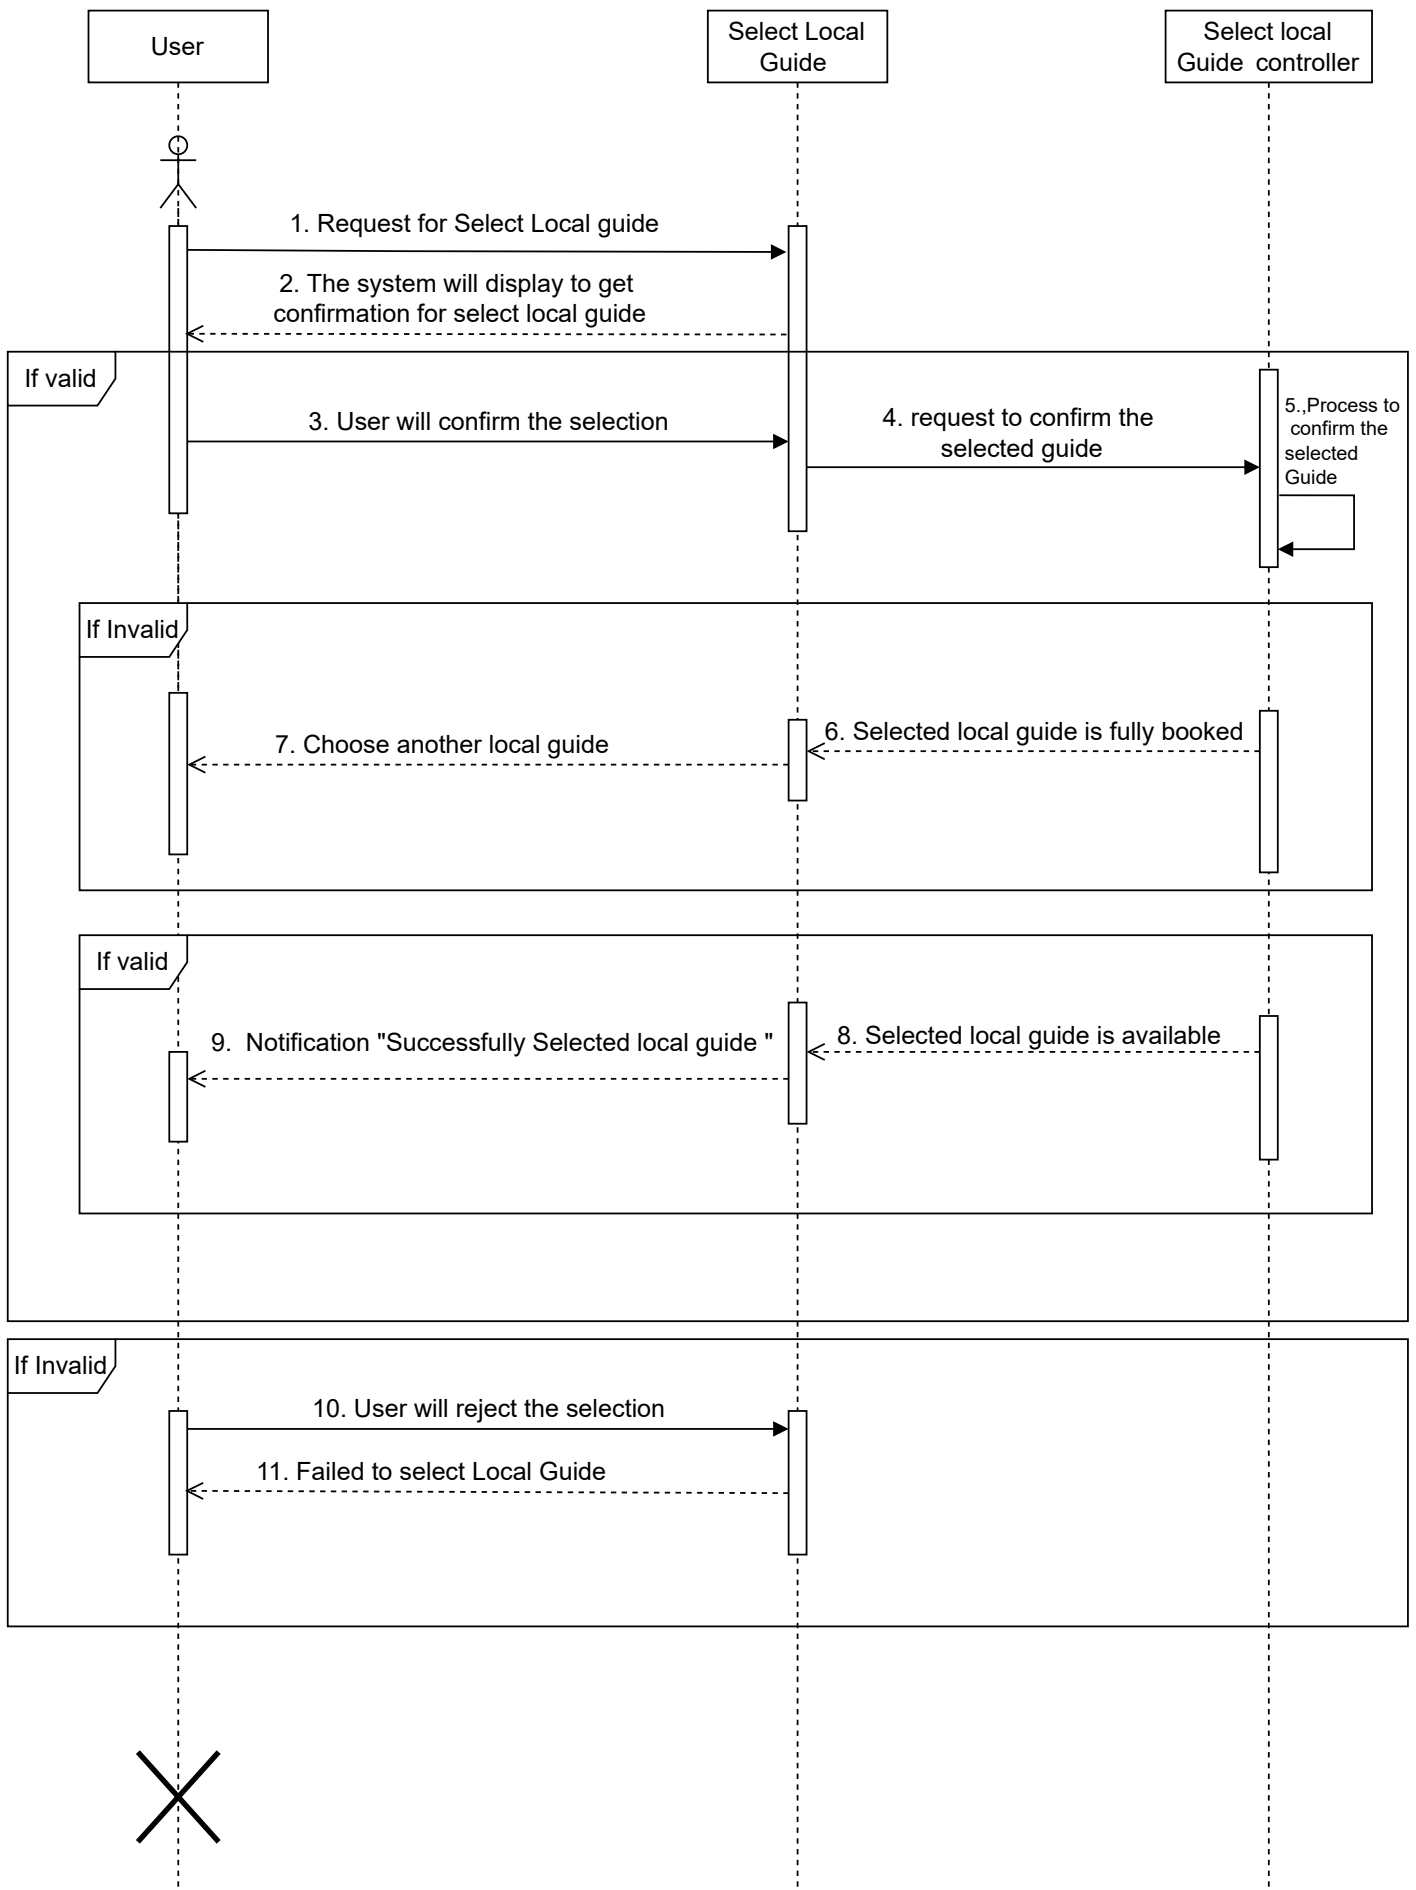 User
Select Local
Guide
Select local
Guide controller
1. Request for Select Local guide
2. The system will display to get
confirmation for select local guide
If valid
3. User will confirm the selection
4. request to confirm the
selected guide
5.,Process to
confirm the
selected
Guide
If Invalid
6. Selected local guide is fully booked
7. Choose another local guide
If valid
8. Selected local guide is available
9. Notification "Successfully Selected local guide "
If Invalid
10. User will reject the selection
11. Failed to select Local Guide